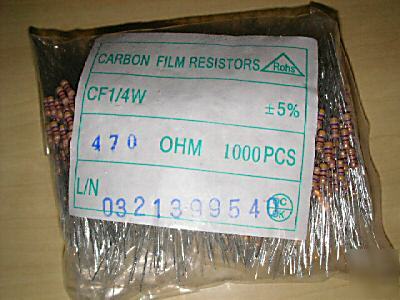 CARBON FILM RESISTORS Rohs
CF1/4W ±5%
470 OHM 1000PCS
L/N 0321399540